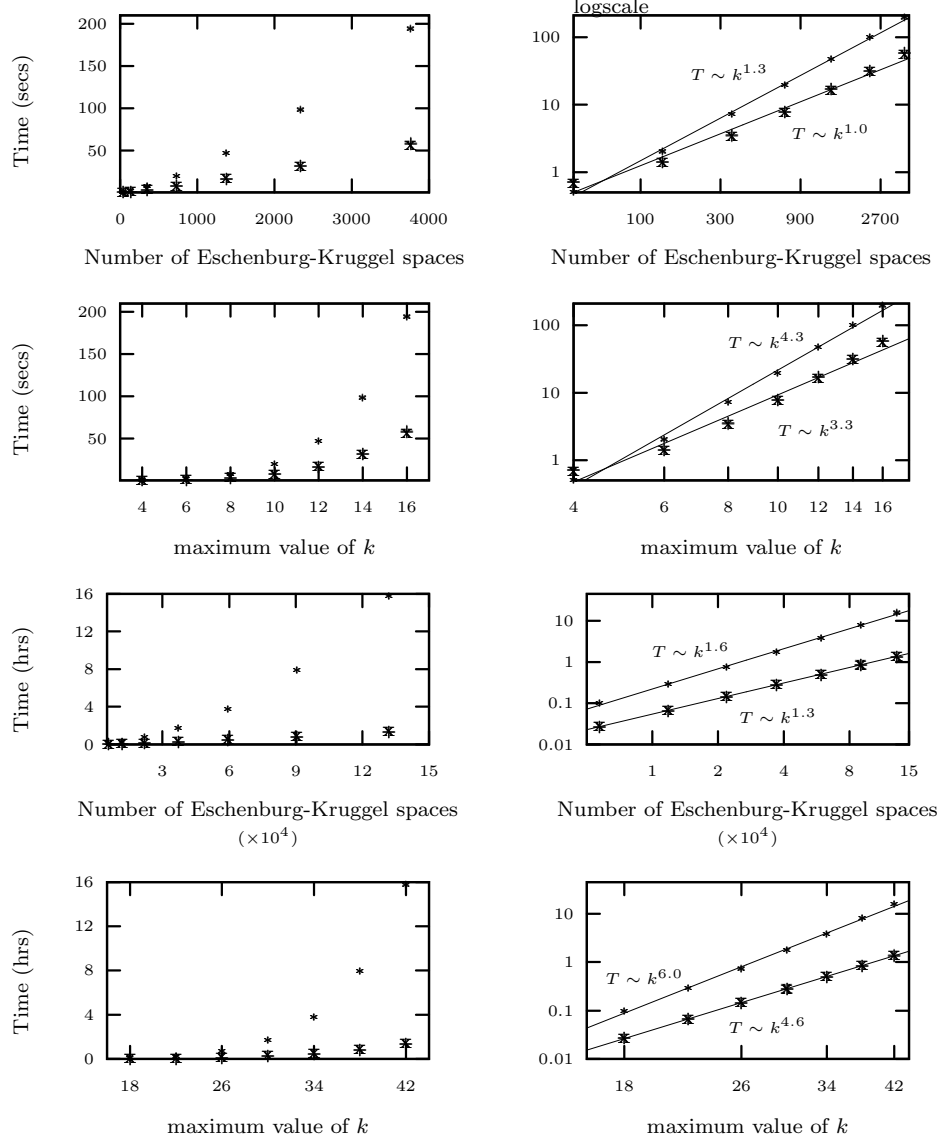 logscale
200
150
100
50
0 1000 2000 3000 4000
Time (secs)
Number of Eschenburg-Kruggel spaces
100
10
1
100 300 900 2700
T ∼ k^1.3
T ∼ k^1.0
Number of Eschenburg-Kruggel spaces
200
150
100
50
4 6 8 10 12 14 16
Time (secs)
maximum value of k
100
10
1
4 6 8 10 12 14 16
T ∼ k^4.3
T ∼ k^3.3
maximum value of k
16
12
8
4
0
3 6 9 12 15
Time (hrs)
Number of Eschenburg-Kruggel spaces
(×10^4)
10
1
0.1
0.01
1 2 4 8 15
T ∼ k^1.6
T ∼ k^1.3
Number of Eschenburg-Kruggel spaces
(×10^4)
16
12
8
4
0
18 26 34 42
Time (hrs)
maximum value of k
10
1
0.1
0.01
18 26 34 42
T ∼ k^6.0
T ∼ k^4.6
maximum value of k